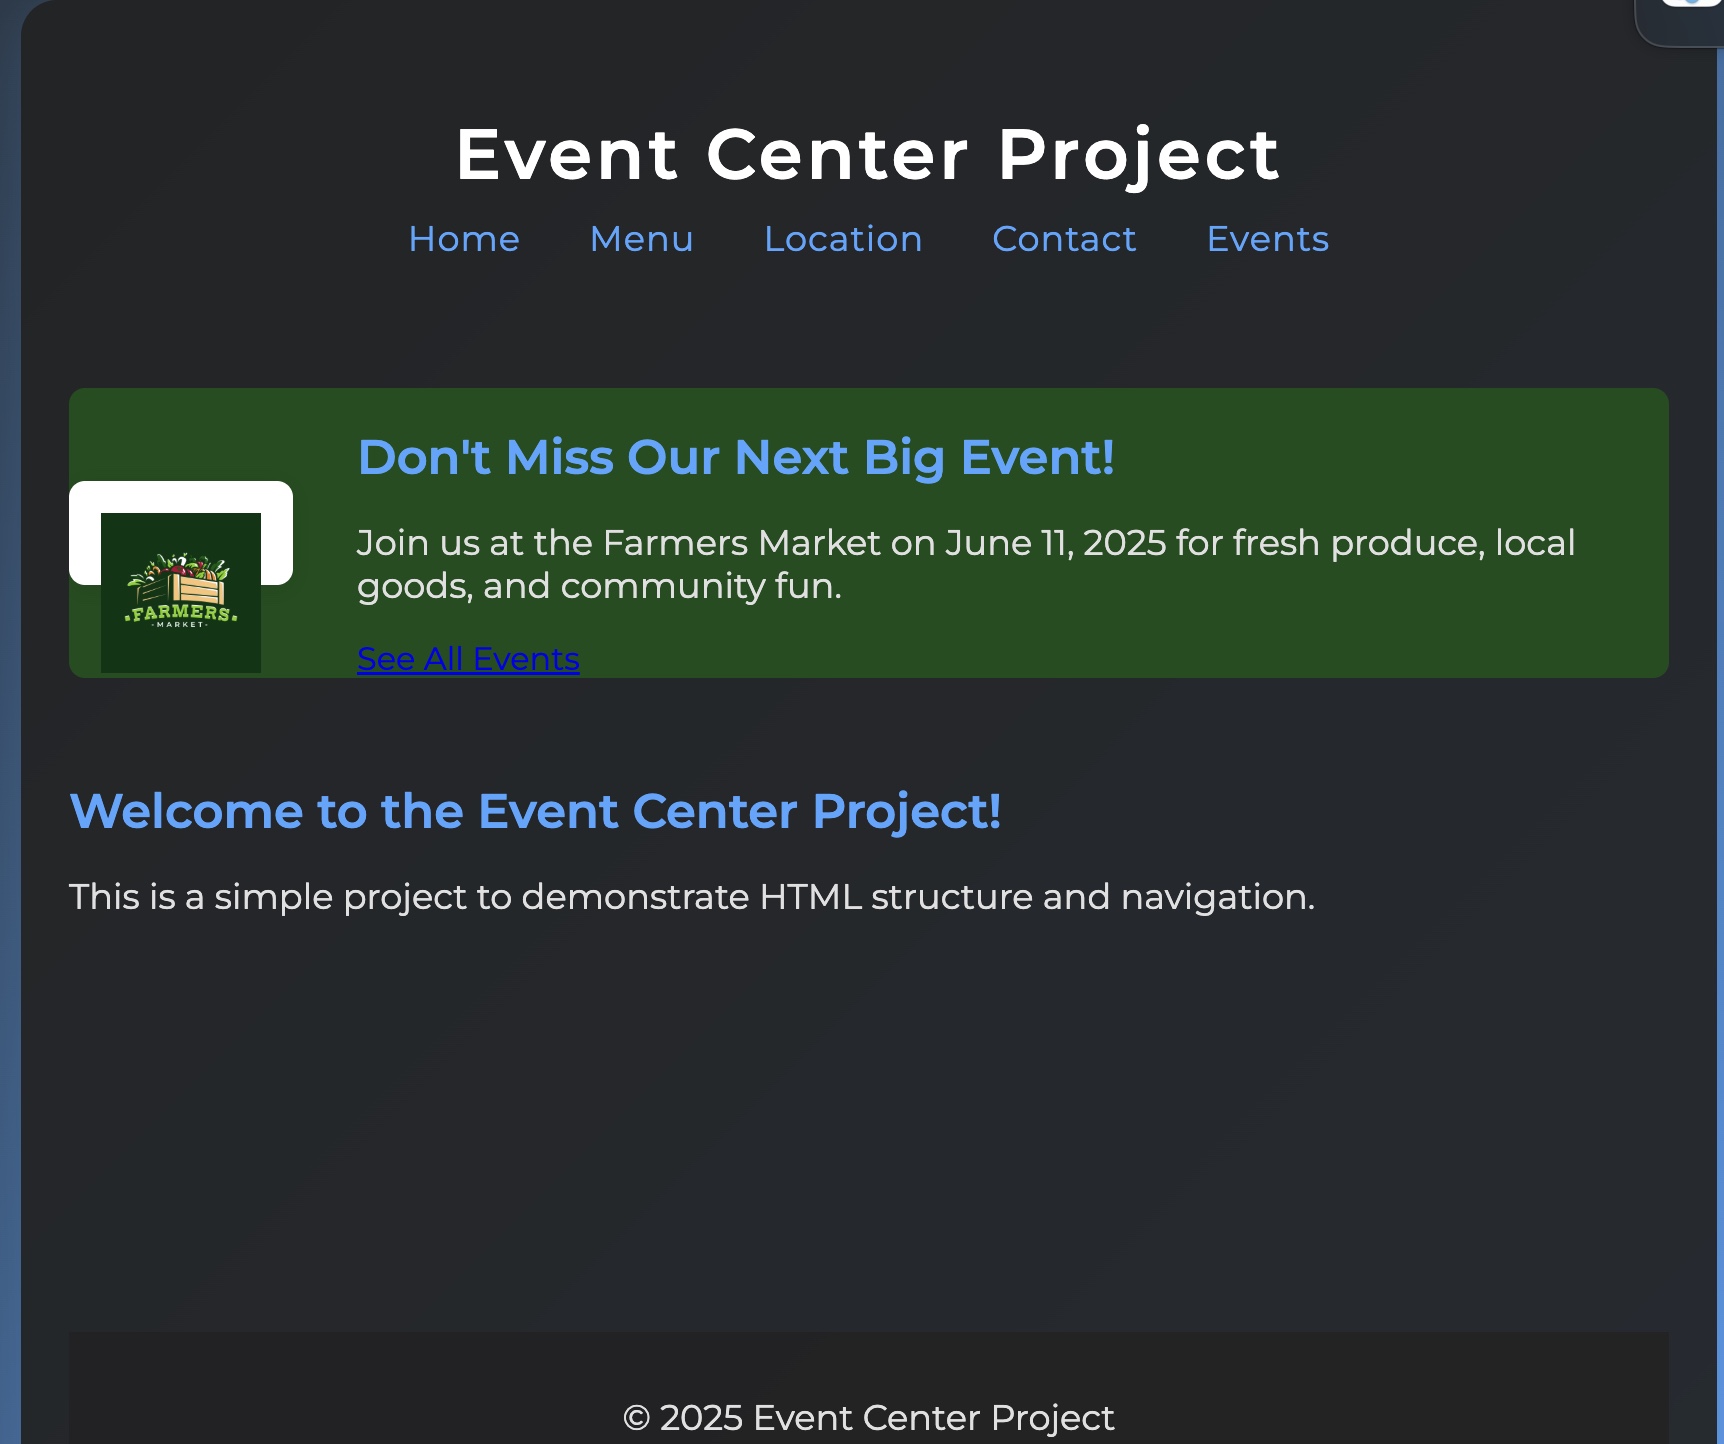 Event Center Project
Home Menu Location Contact Events
Don't Miss Our Next Big Event!
Join us at the Farmers Market on June 11, 2025 for fresh produce, local
goods, and community fun.
See All Events
FARMERS
MARKET
Welcome to the Event Center Project!
This is a simple project to demonstrate HTML structure and navigation.
© 2025 Event Center Project